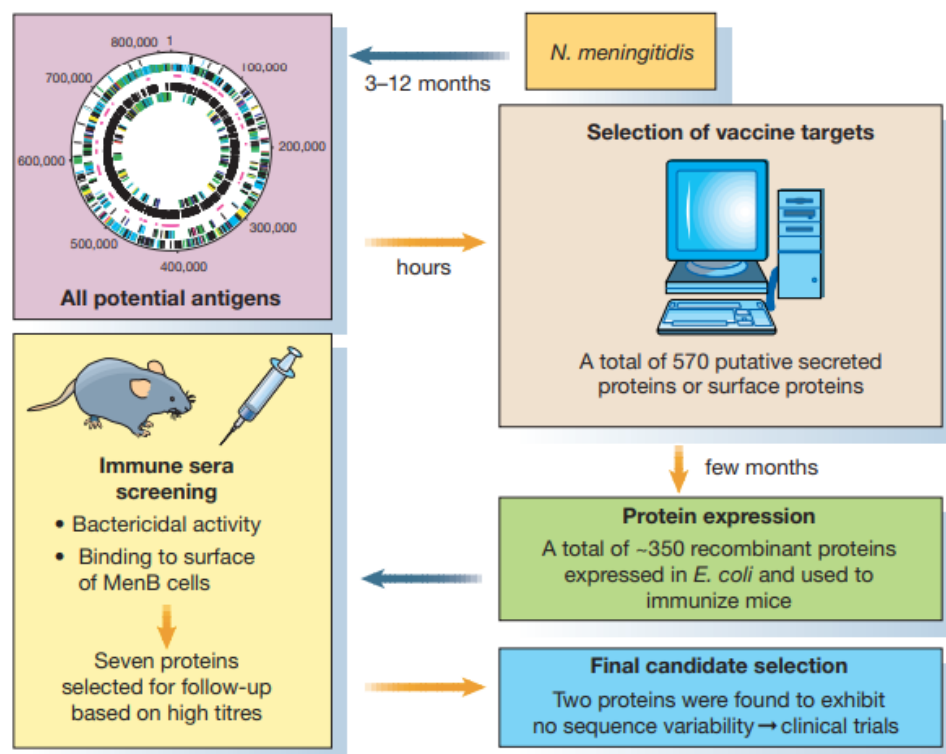 N. meningitidis
3–12 months
800,000
1
100,000
200,000
300,000
400,000
500,000
600,000
700,000
All potential antigens
hours
Selection of vaccine targets
A total of 570 putative secreted
proteins or surface proteins
few months
Protein expression
A total of ~350 recombinant proteins
expressed in E. coli and used to
immunize mice
Immune sera
screening
• Bactericidal activity
• Binding to surface
of MenB cells
Seven proteins
selected for follow-up
based on high titres
Final candidate selection
Two proteins were found to exhibit
no sequence variability → clinical trials